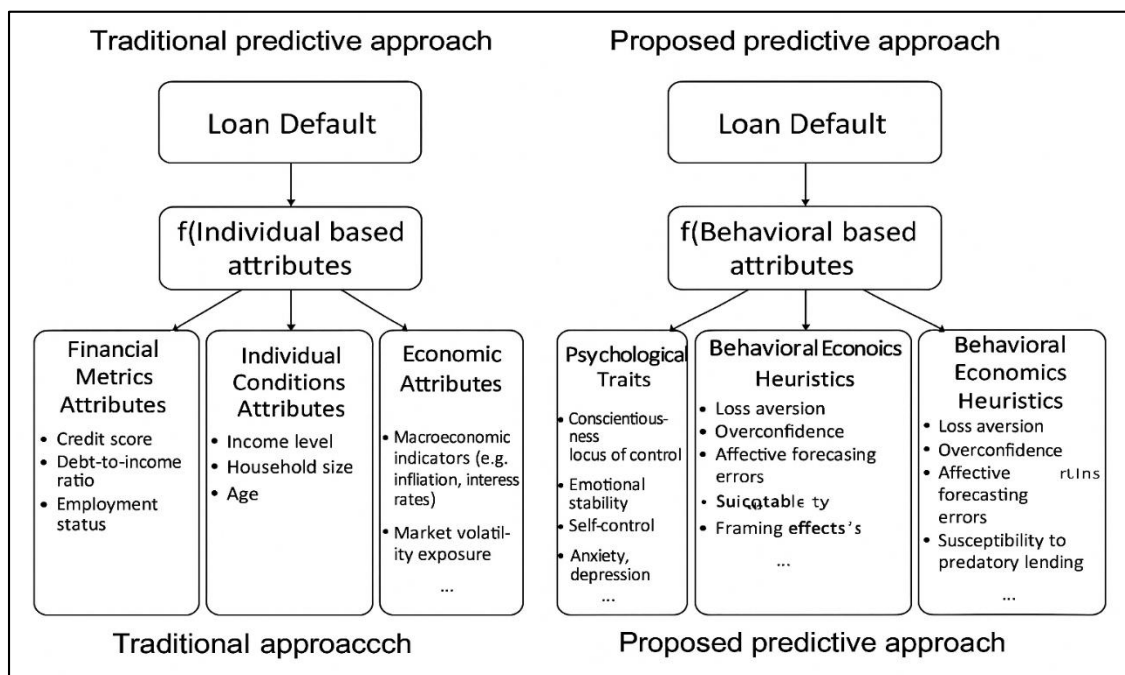 Traditional predictive approach
Loan Default
f(Individual based
attributes
Financial
Metrics
Attributes
• Credit score
• Debt-to-income
ratio
• Employment
status
Individual
Conditions
Attributes
• Income level
• Household size
• Age
Economic
Attributes
• Macroeconomic
indicators (e.g.
infliation, interess
rates)
• Market volatil-
ity exposure
...
Traditional approaccch
Proposed predictive approach
Loan Default
f(Behavioral based
attributes
Psychological
Traits
• Conscientious-
ness
locus of control
• Emotional
stability
• Self-control
• Anxiety,
depression
...
Behavioral Econoics
Heuristics
• Loss aversion
• Overconfidence
• Affective forecasing
errors
•
• Framing effects's
...
Behavioral
Economics
Heuristics
• Loss aversion
• Overconfidence
• Affective
forecasting
errors
• Susceptibility to
predatory lending
...
Proposed predictive approach